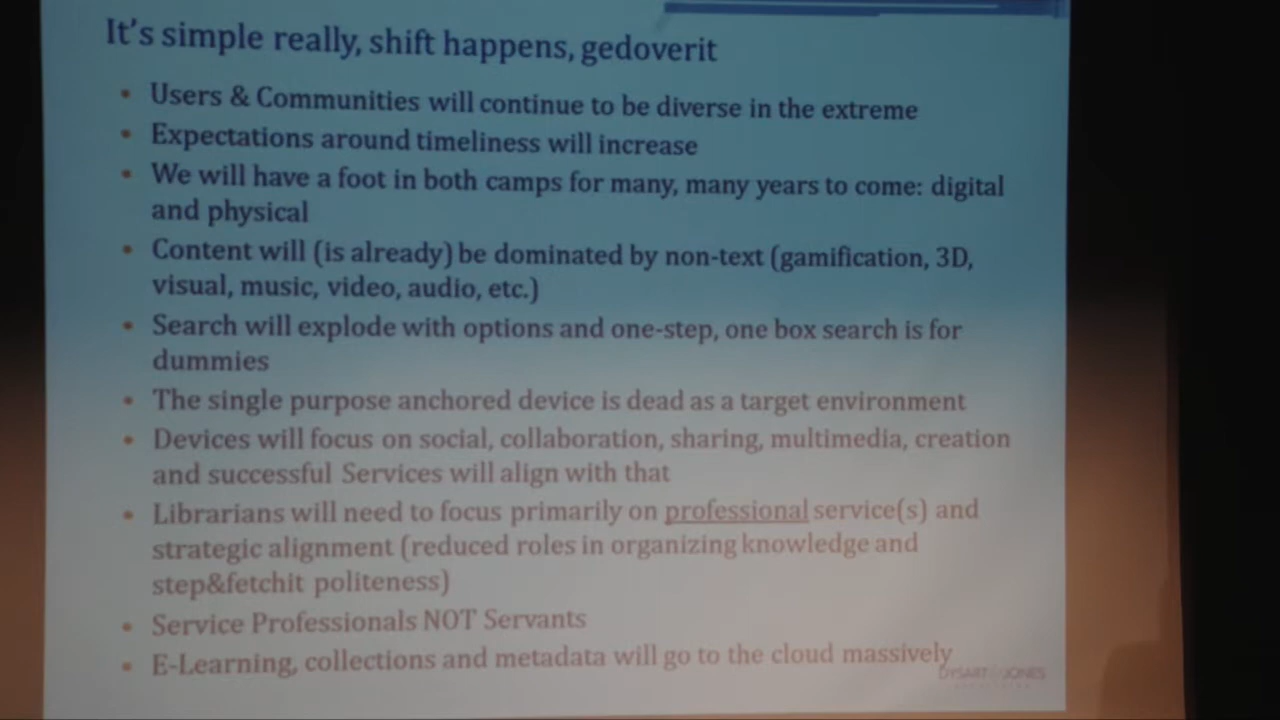 It's simple really, shift happens, gedoverit
• Users & Communities will continue to be diverse in the extreme
• Expectations around timeliness will increase
• We will have a foot in both camps for many, many years to come: digital
and physical
• Content will (is already) be dominated by non-text (gamification, 3D,
visual, music, video, audio, etc.)
• Search will explode with options and one-step, one box search is for
dummies
• The single purpose anchored device is dead as a target environment
• Devices will focus on social, collaboration, sharing, multimedia, creation
and successful Services will align with that
• Librarians will need to focus primarily on professional service(s) and
strategic alignment (reduced roles in organizing knowledge and
step&fetchit politeness)
• Service Professionals NOT Servants
• E-Learning, collections and metadata will go to the cloud massively
DYSART JONES